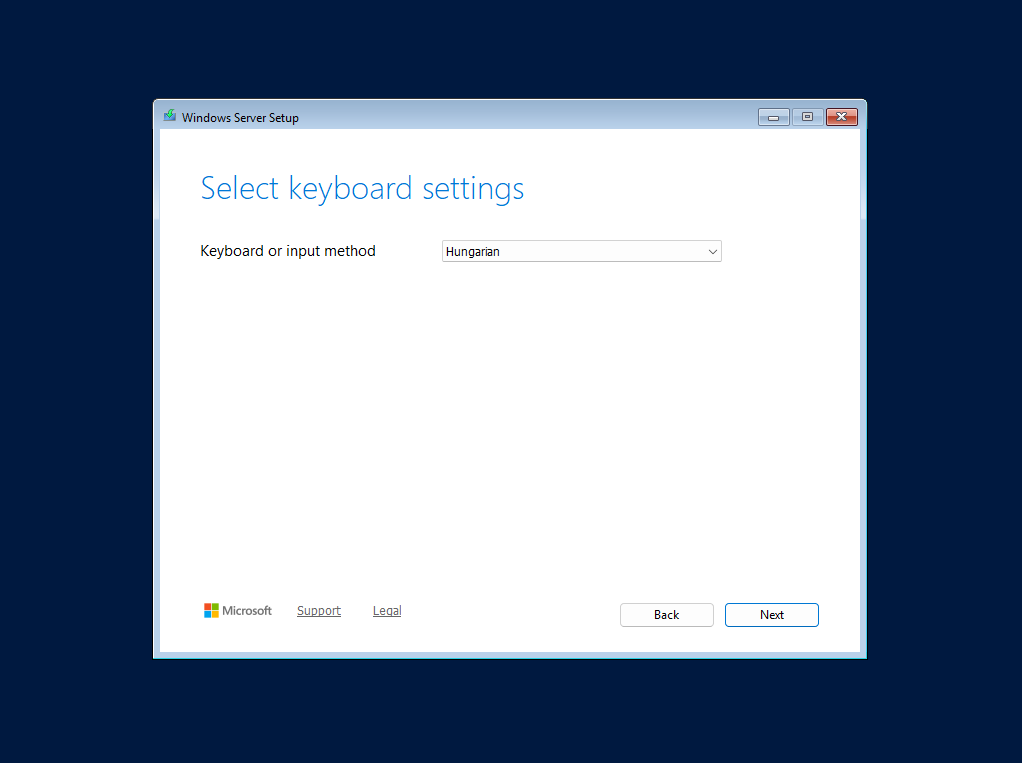 Windows Server Setup
Select keyboard settings
Keyboard or input method
Hungarian
Microsoft
Support
Legal
Back
Next